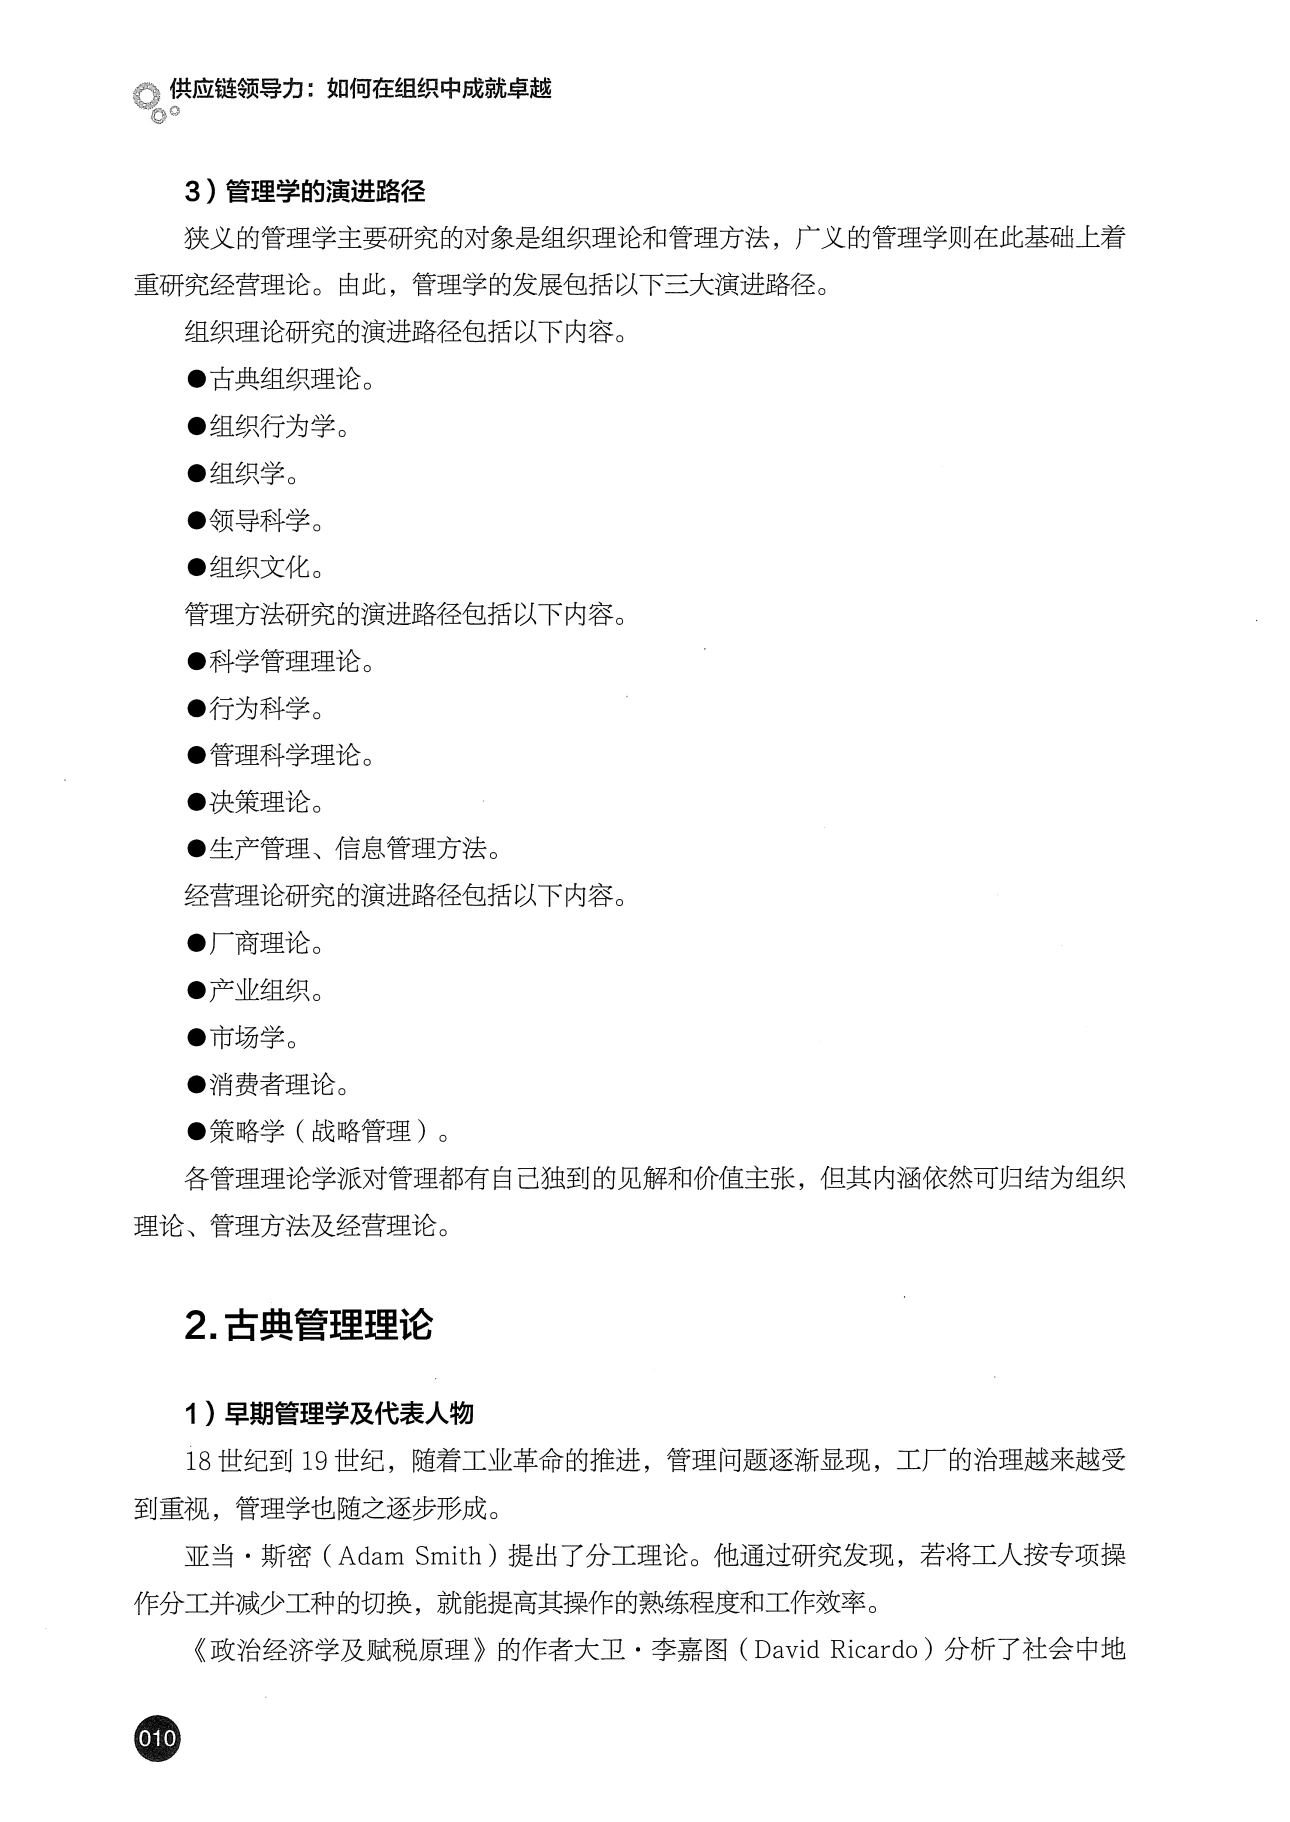 供应链领导力：如何在组织中成就卓越
3）管理学的演进路径
狭义的管理学主要研究的对象是组织理论和管理方法，广义的管理学则在此基础上着
重研究经营理论。由此，管理学的发展包括以下三大演进路径。
组织理论研究的演进路径包括以下内容。
●古典组织理论。
●组织行为学。
●组织学。
●领导科学。
●组织文化。
管理方法研究的演进路径包括以下内容。
●科学管理理论。
●行为科学。
●管理科学理论。
●决策理论。
●生产管理、信息管理方法。
经营理论研究的演进路径包括以下内容。
●厂商理论。
●产业组织。
●市场学。
●消费者理论。
●策略学（战略管理）。
各管理理论学派对管理都有自己独到的见解和价值主张，但其内涵依然可归结为组织
理论、管理方法及经营理论。
2.古典管理理论
1）早期管理学及代表人物
18 世纪到 19 世纪，随着工业革命的推进，管理问题逐渐显现，工厂的治理越来越受
到重视，管理学也随之逐步形成。
亚当·斯密（Adam Smith）提出了分工理论。他通过研究发现，若将工人按专项操
作分工并减少工种的切换，就能提高其操作的熟练程度和工作效率。
《政治经济学及赋税原理》的作者大卫·李嘉图（David Ricardo）分析了社会中地
010